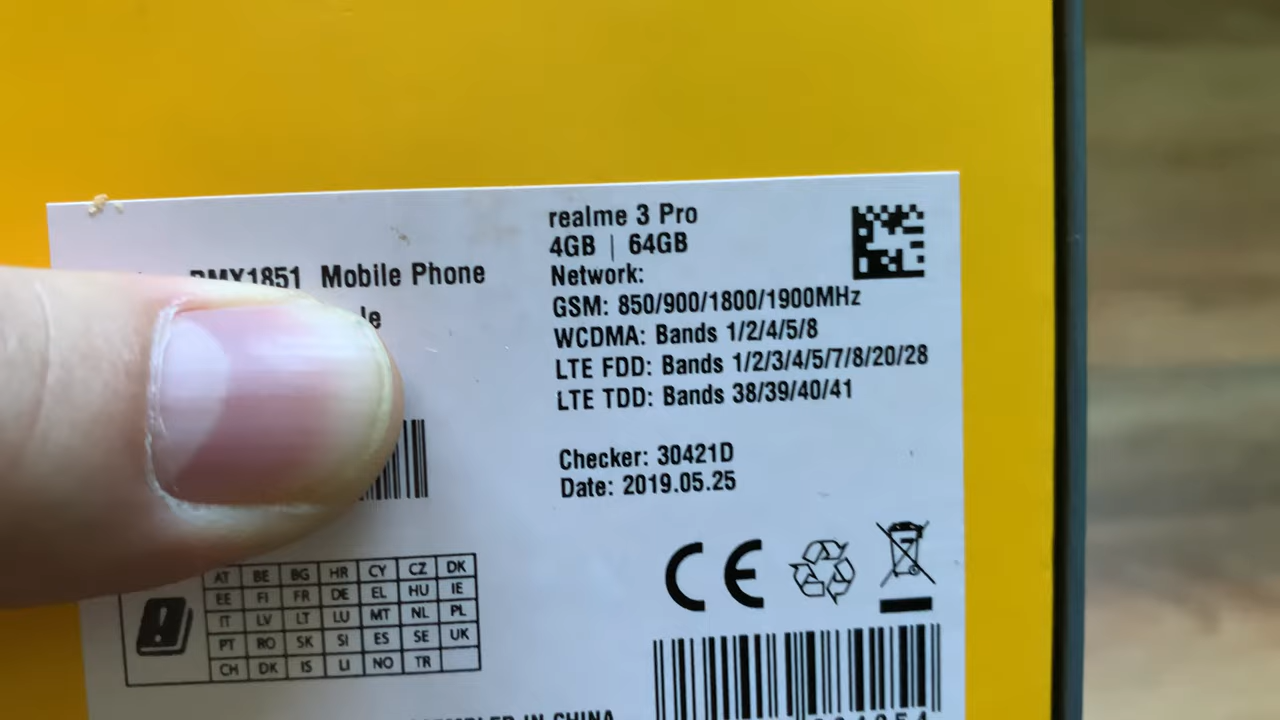 RMX1851 Mobile Phone
realme 3 Pro
4GB | 64GB
Network:
GSM: 850/900/1800/1900MHz
WCDMA: Bands 1/2/4/5/8
LTE FDD: Bands 1/2/3/4/5/7/8/20/28
LTE TDD: Bands 38/39/40/41
Checker: 30421D
Date: 2019.05.25
CE
AT BE BG HR CY CZ DK
EE FI FR DE EL HU IE
IT LV LT LU MT NL PL
PT RO SK SI ES SE UK
CH DK IS LI NO TR
ASSEMBLED IN CHINA